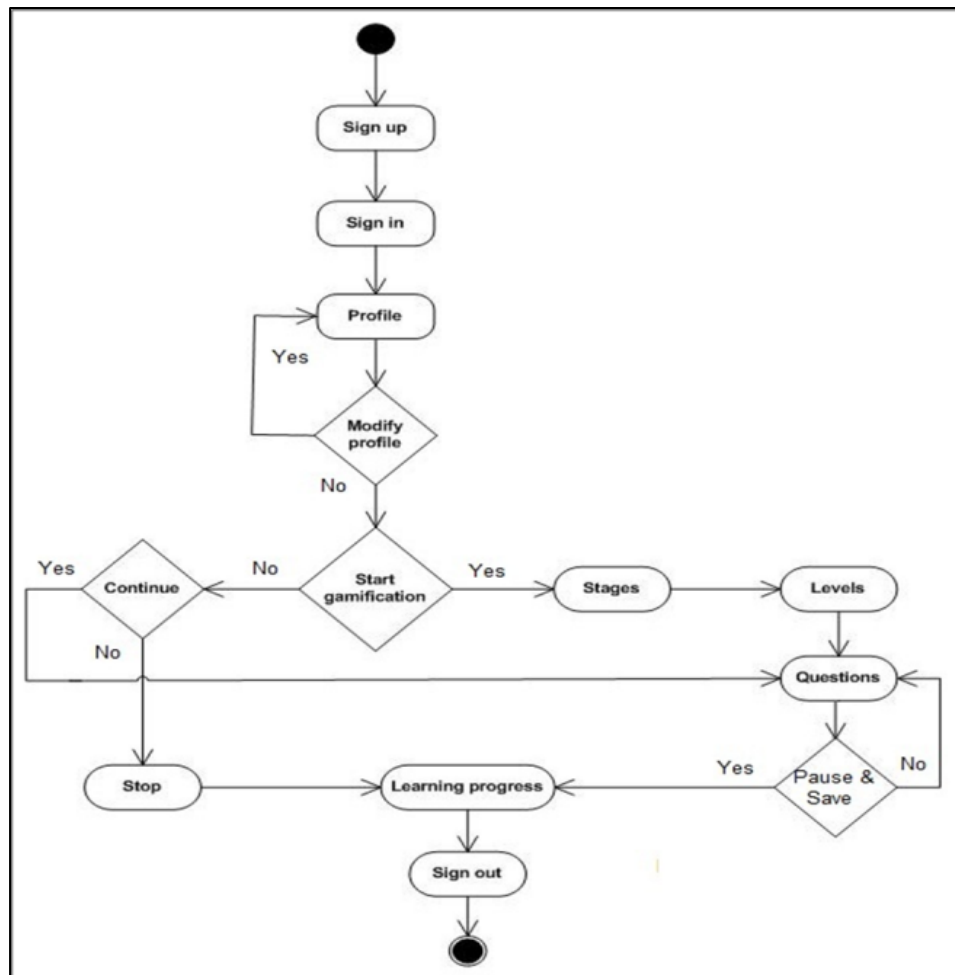 Sign up
Sign in
Profile
Yes
Modify
profile
No
Yes
Continue
No
Start
gamification
Yes
Stages
Levels
No
Questions
Stop
Learning progress
Yes
Pause &
Save
No
Sign out